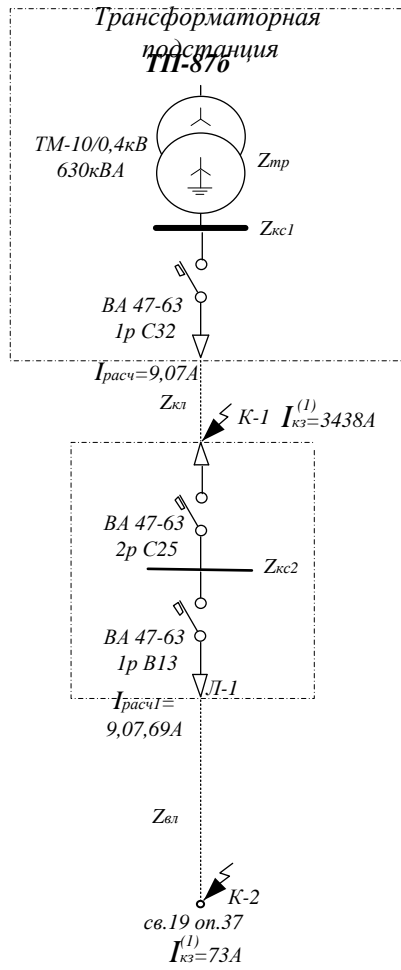 Трансформаторная
подстанция
ТП-876
ТМ-10/0,4кВ
630кВА
Zтр
Zкс1
ВА 47-63
1р С32
Iрасч=9,07А
Zкл
К-1 I(1)кз=3438А
ВА 47-63
2р С25
Zкс2
ВА 47-63
1р В13
Л-1
Iрасч1=
9,07,69А
Zвл
К-2
св.19 оп.37
I(1)кз=73А